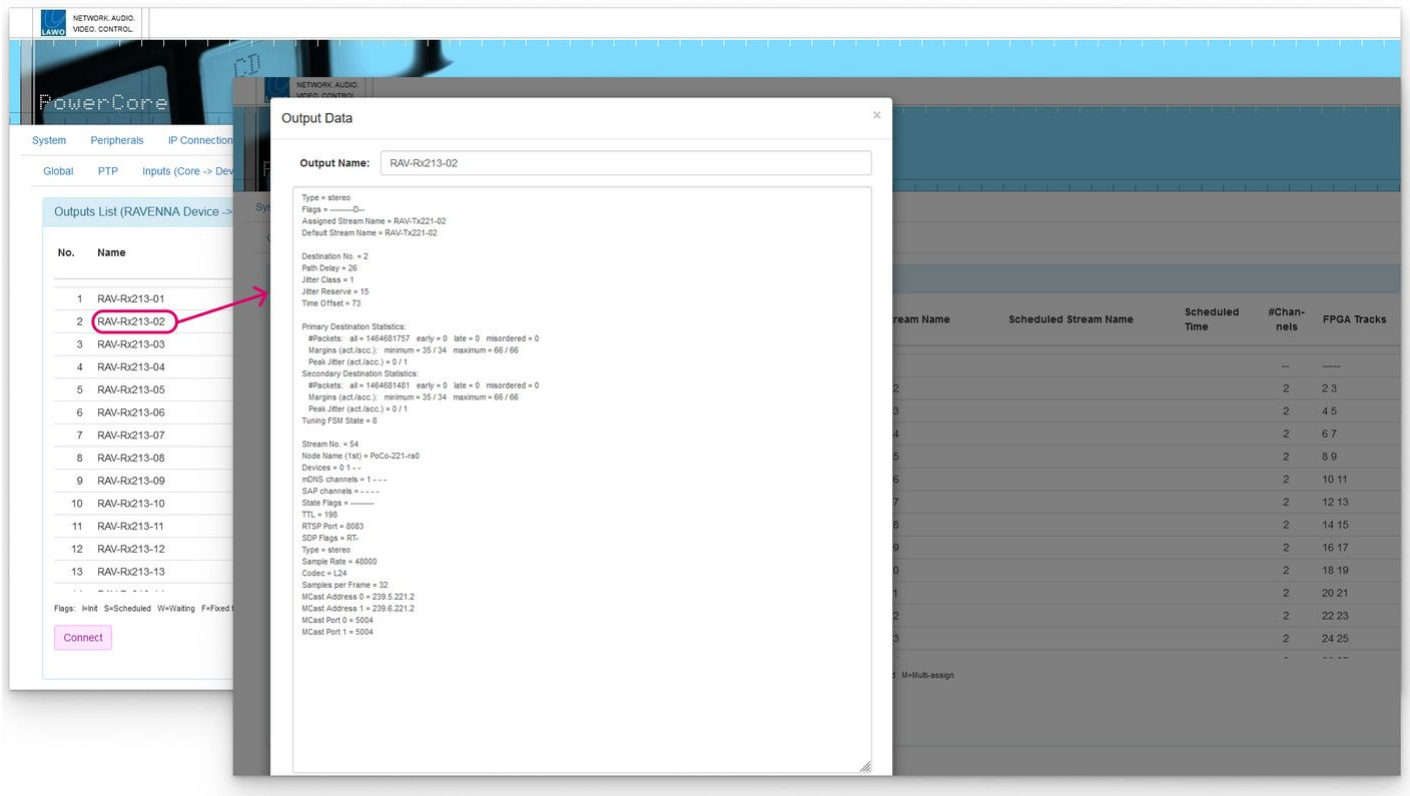 LAWO
NETWORK. AUDIO.
VIDEO. CONTROL.
CD
PowerCore
System Peripherals IP Connection
Global PTP Inputs (Core -> Dev
Outputs List (RAVENNA Device ->
No. Name
1 RAV-Rx213-01
2 RAV-Rx213-02
3 RAV-Rx213-03
4 RAV-Rx213-04
5 RAV-Rx213-05
6 RAV-Rx213-06
7 RAV-Rx213-07
8 RAV-Rx213-08
9 RAV-Rx213-09
10 RAV-Rx213-10
11 RAV-Rx213-11
12 RAV-Rx213-12
13 RAV-Rx213-13
Flags: I=Init S=Scheduled W=Waiting F=Fixed
Connect
NETWORK. AUDIO.
VIDEO. CONTROL.
Output Data
×
Output Name: RAV-Rx213-02
Type = stereo
Flags = ---------D--
Assigned Stream Name = RAV-Tx221-02
Default Stream Name = RAV-Tx221-02
Destination No. = 2
Path Delay = 26
Jitter Class = 1
Jitter Reserve = 15
Time Offset = 73
Primary Destination Statistics:
#Packets: all = 1464681757 early = 0 late = 0 misordered = 0
Margins (act./acc.): minimum = 35 / 34 maximum = 66 / 66
Peak Jitter (act./acc.) = 0 / 1
Secondary Destination Statistics:
#Packets: all = 1464681481 early = 0 late = 0 misordered = 0
Margins (act./acc.): minimum = 35 / 34 maximum = 66 / 66
Peak Jitter (act./acc.) = 0 / 1
Tuning FSM State = 8
Stream No. = 54
Node Name (1st) = PoCo-221-ra0
Devices = 0 1 - -
mDNS channels = 1 - - -
SAP channels = - - - -
State Flags = ---------
TTL = 198
RTSP Port = 8083
SDP Flags = RT-
Type = stereo
Sample Rate = 48000
Codec = L24
Samples per Frame = 32
MCast Address 0 = 239.5.221.2
MCast Address 1 = 239.6.221.2
MCast Port 0 = 5004
MCast Port 1 = 5004
Sys
ream Name Scheduled Stream Name Scheduled Time #Chan-nels FPGA Tracks
-- -----
2 2 2 3
3 2 4 5
4 2 6 7
5 2 8 9
6 2 10 11
7 2 12 13
8 2 14 15
9 2 16 17
0 2 18 19
1 2 20 21
2 2 22 23
3 2 24 25
M=Multi-assign